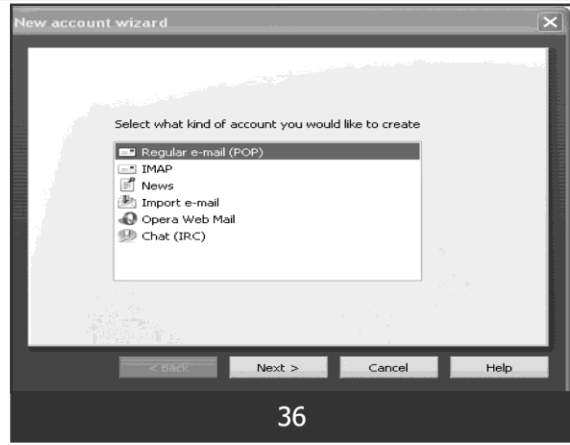 New account wizard
Select what kind of account you would like to create
Regular e-mail (POP)
IMAP
News
Import e-mail
Opera Web Mail
Chat (IRC)
< Back Next > Cancel Help
36